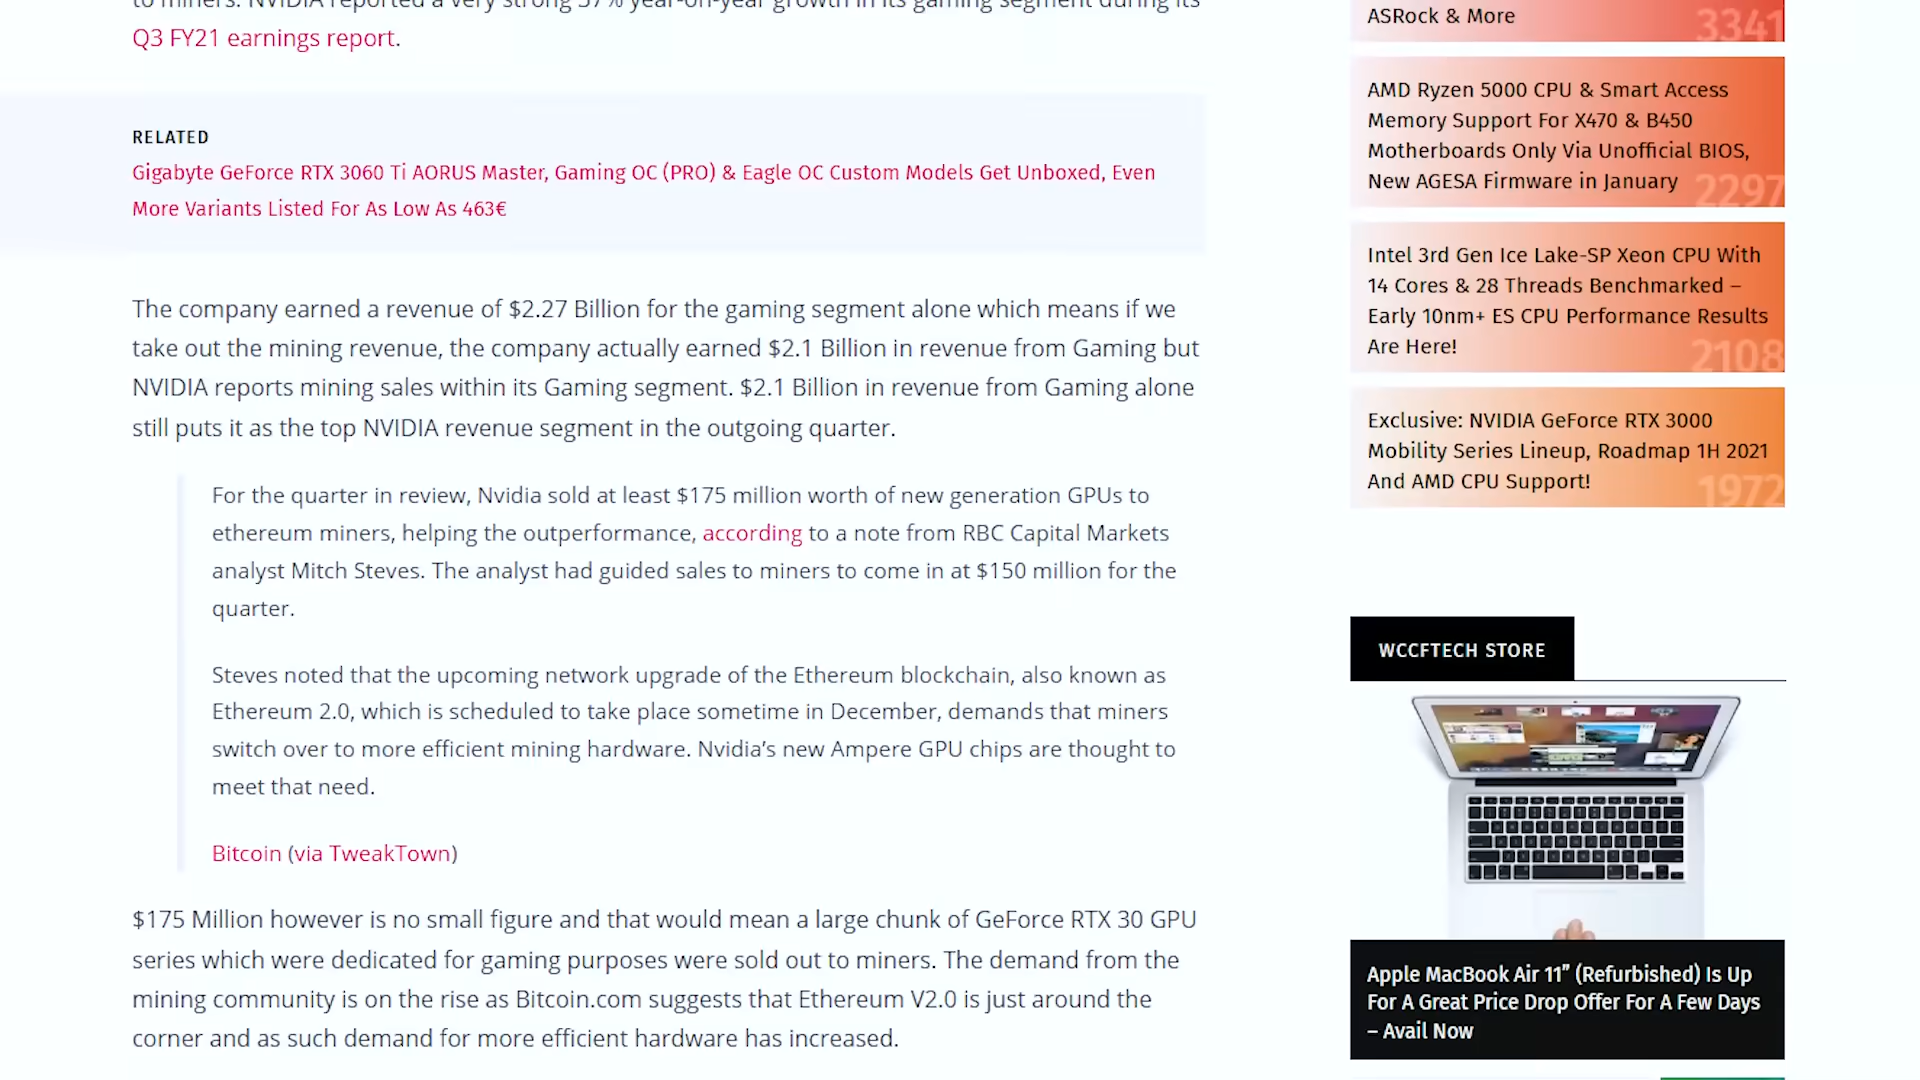 to miners. NVIDIA reported a very strong 37% year-on-year growth in its gaming segment during its
Q3 FY21 earnings report.
RELATED
Gigabyte GeForce RTX 3060 Ti AORUS Master, Gaming OC (PRO) & Eagle OC Custom Models Get Unboxed, Even
More Variants Listed For As Low As 463€
The company earned a revenue of $2.27 Billion for the gaming segment alone which means if we
take out the mining revenue, the company actually earned $2.1 Billion in revenue from Gaming but
NVIDIA reports mining sales within its Gaming segment. $2.1 Billion in revenue from Gaming alone
still puts it as the top NVIDIA revenue segment in the outgoing quarter.
For the quarter in review, Nvidia sold at least $175 million worth of new generation GPUs to
ethereum miners, helping the outperformance, according to a note from RBC Capital Markets
analyst Mitch Steves. The analyst had guided sales to miners to come in at $150 million for the
quarter.
Steves noted that the upcoming network upgrade of the Ethereum blockchain, also known as
Ethereum 2.0, which is scheduled to take place sometime in December, demands that miners
switch over to more efficient mining hardware. Nvidia’s new Ampere GPU chips are thought to
meet that need.
Bitcoin (via TweakTown)
$175 Million however is no small figure and that would mean a large chunk of GeForce RTX 30 GPU
series which were dedicated for gaming purposes were sold out to miners. The demand from the
mining community is on the rise as Bitcoin.com suggests that Ethereum V2.0 is just around the
corner and as such demand for more efficient hardware has increased.
ASRock & More
3341
AMD Ryzen 5000 CPU & Smart Access
Memory Support For X470 & B450
Motherboards Only Via Unofficial BIOS,
New AGESA Firmware in January
2297
Intel 3rd Gen Ice Lake-SP Xeon CPU With
14 Cores & 28 Threads Benchmarked –
Early 10nm+ ES CPU Performance Results
Are Here!
2108
Exclusive: NVIDIA GeForce RTX 3000
Mobility Series Lineup, Roadmap 1H 2021
And AMD CPU Support!
1972
WCCFTECH STORE
Apple MacBook Air 11” (Refurbished) Is Up
For A Great Price Drop Offer For A Few Days
– Avail Now